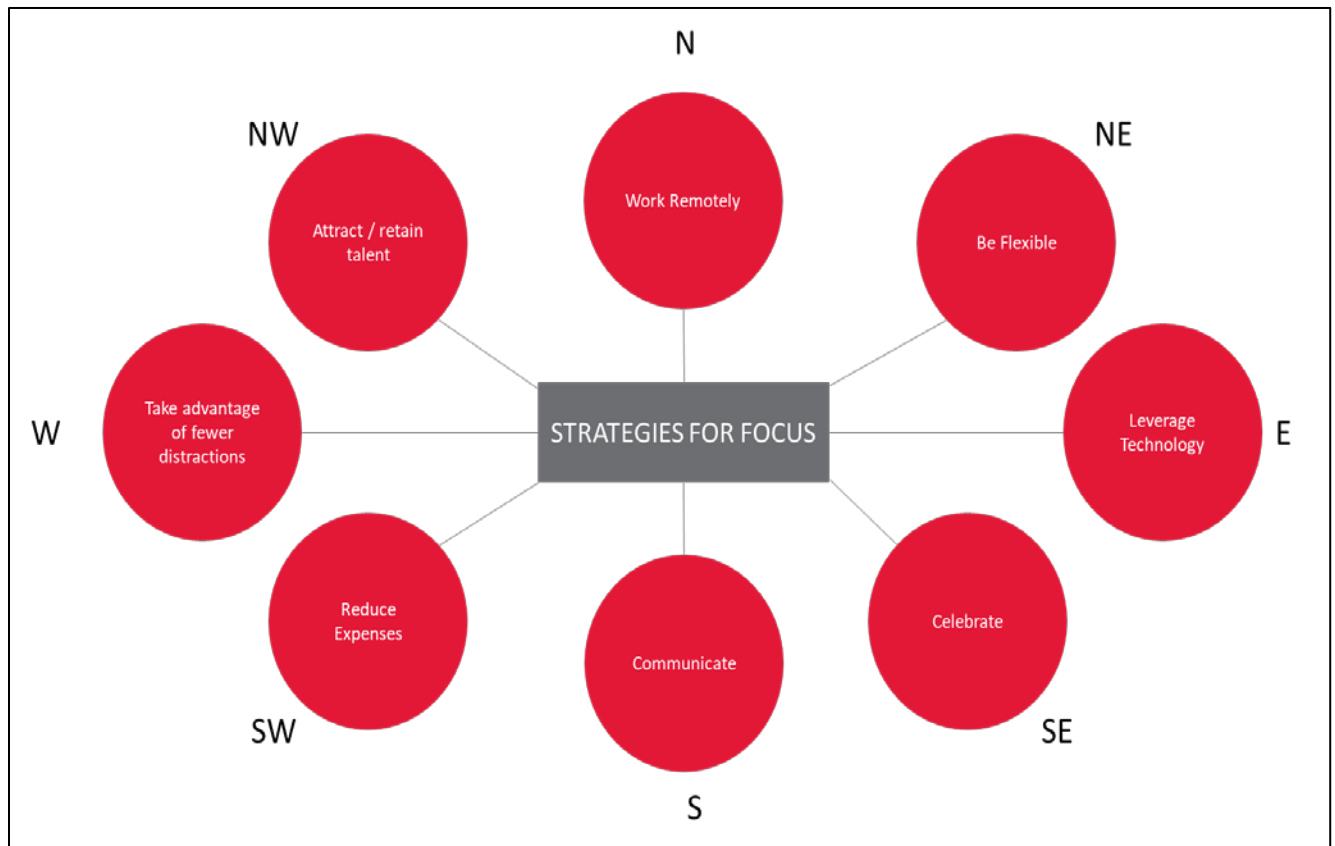 N
NW
NE
Work Remotely
Attract / retain
talent
Be Flexible
W
Take advantage
of fewer
distractions
STRATEGIES FOR FOCUS
Leverage
Technology
E
Reduce
Expenses
Communicate
Celebrate
SW
SE
S